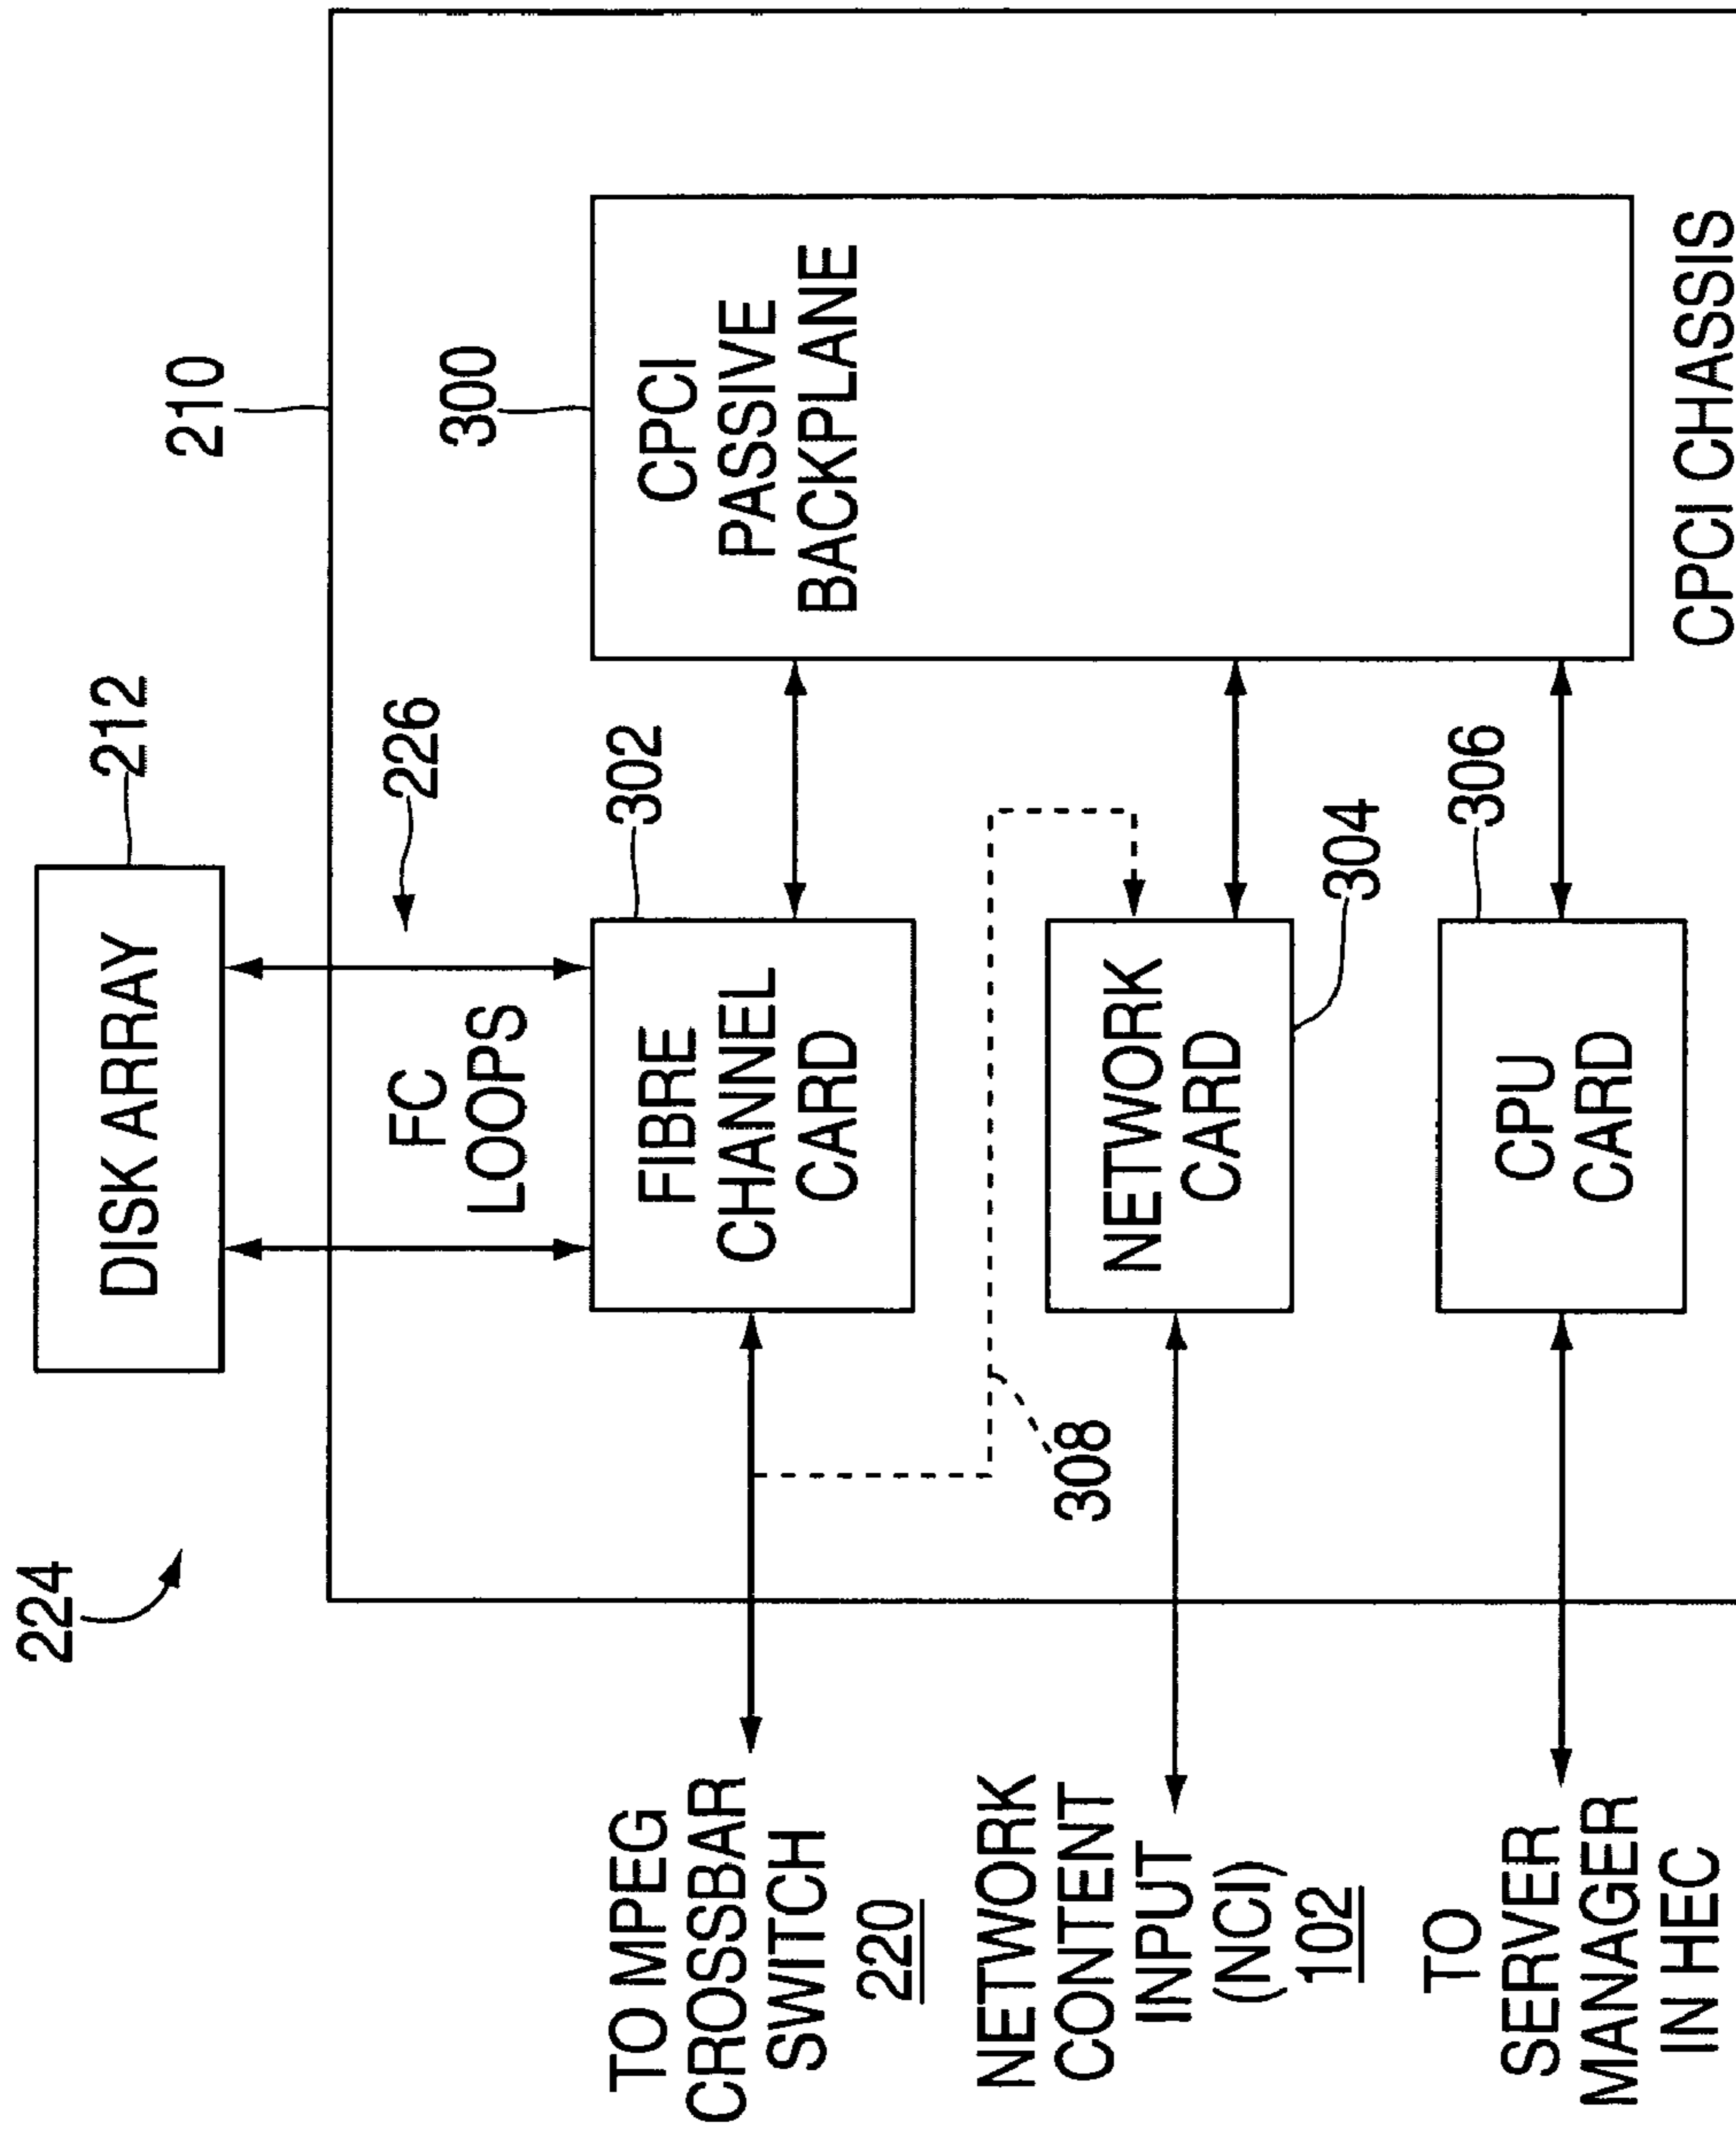 224
DISK ARRAY
212
210
FC
LOOPS
226
300
TO MPEG
CROSSBAR
SWITCH
220
FIBRE
CHANNEL
CARD
302
CPCI
PASSIVE
BACKPLANE
308
NETWORK
CONTENT
INPUT
(NCI)
102
NETWORK
CARD
304
TO
SERVER
MANAGER
IN HEC
CPU
CARD
306
CPCI CHASSIS